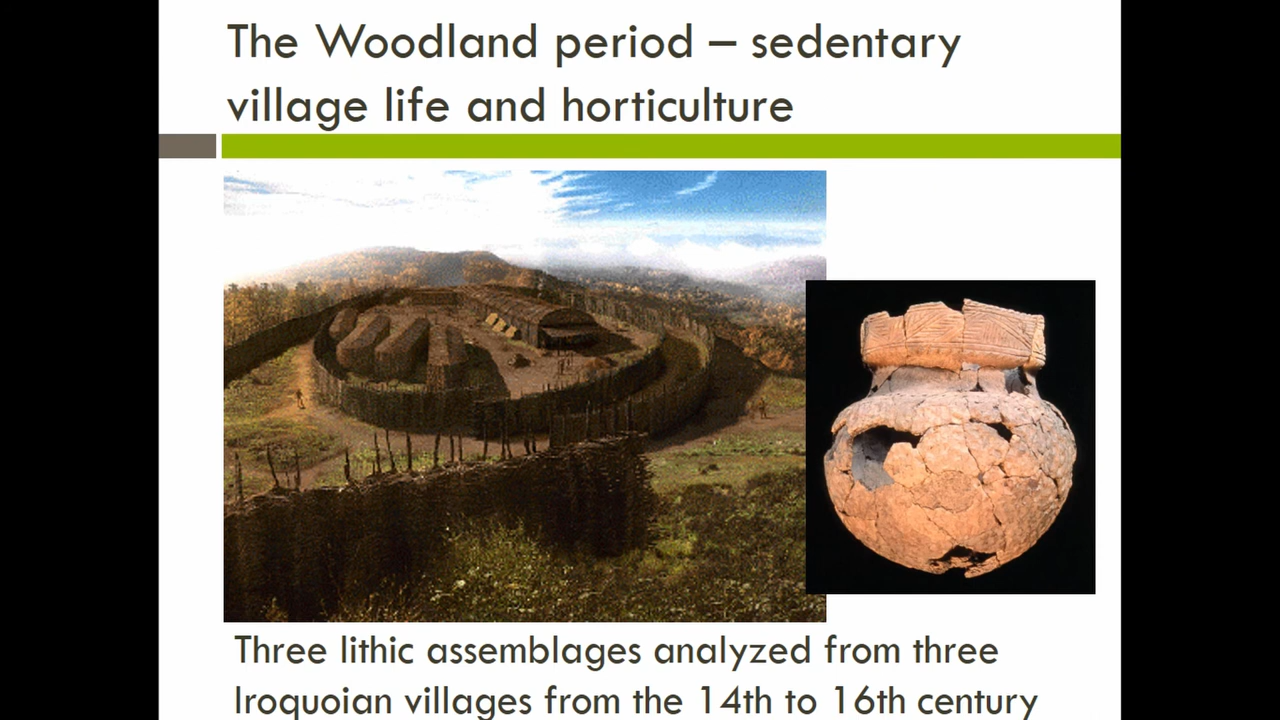 The Woodland period – sedentary
village life and horticulture
Three lithic assemblages analyzed from three
Iroquoian villages from the 14th to 16th century